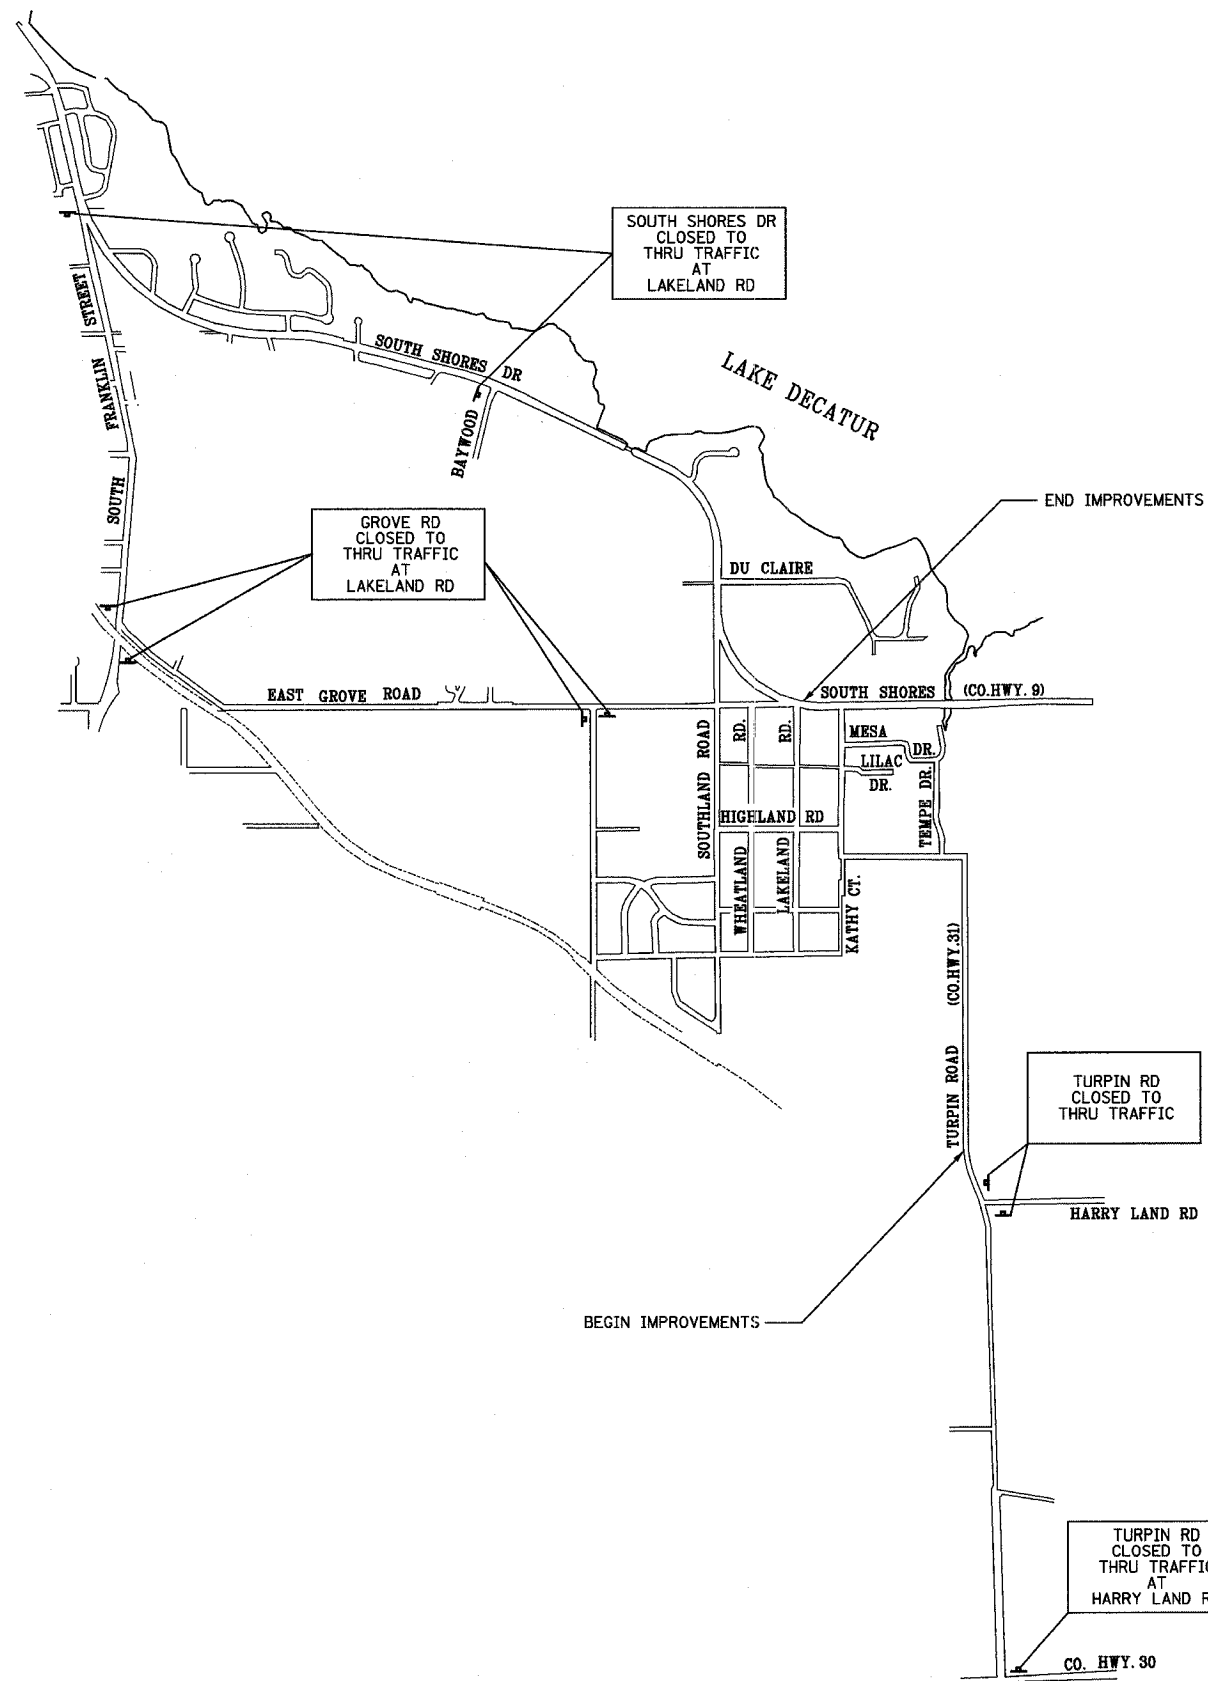 SOUTH SHORES DR
CLOSED TO
THRU TRAFFIC
AT
LAKELAND RD
SOUTH FRANKLIN STREET
SOUTH SHORES DR
BAYWOOD
LAKE DECATUR
END IMPROVEMENTS
GROVE RD
CLOSED TO
THRU TRAFFIC
AT
LAKELAND RD
DU CLAIRE
EAST GROVE ROAD
SOUTH SHORES (CO.HWY. 9)
SOUTHLAND ROAD
WHEATLAND RD.
LAKELAND RD.
MESA DR.
LILAC
DR.
TEMPE DR.
HIGHLAND RD
KATHY CT.
TURPIN ROAD (CO.HWY.31)
TURPIN RD
CLOSED TO
THRU TRAFFIC
HARRY LAND RD
BEGIN IMPROVEMENTS
TURPIN RD
CLOSED TO
THRU TRAFFIC
AT
HARRY LAND R
CO. HWY. 30